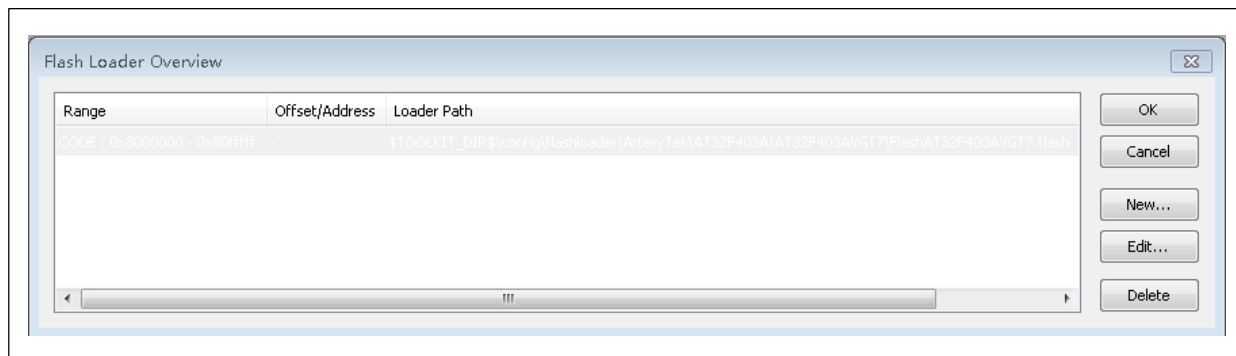 Flash Loader Overview
Range Offset/Address Loader Path
CODE : 0x8000000 - 0x80fffff - $TOOLKIT_DIR$\config\flashloader\ArteryTek\AT32F403A\AT32F403AVGT7\FlashAT32F403AVGT7.flash
OK
Cancel
New...
Edit...
Delete